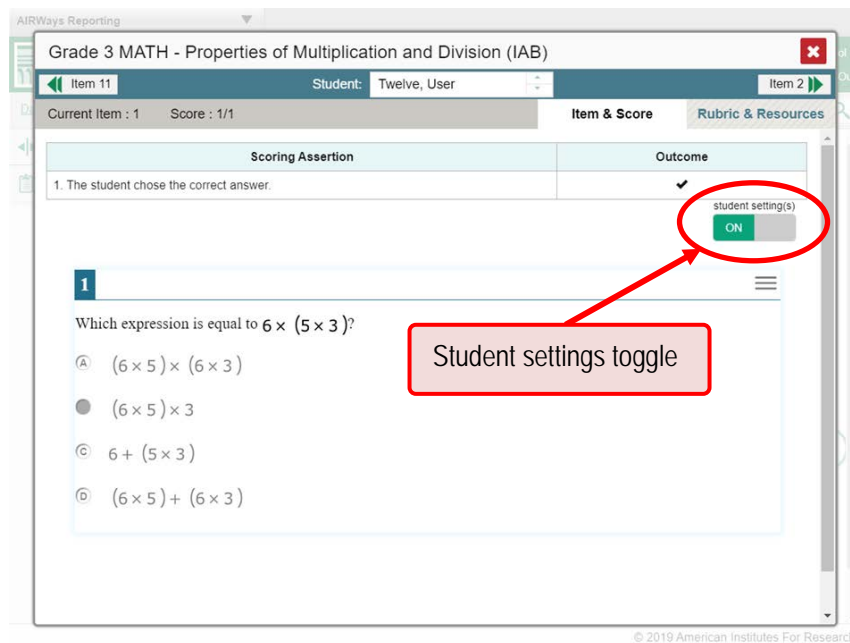 AIRWays Reporting
Grade 3 MATH - Properties of Multiplication and Division (IAB)
Item 11 Student: Twelve, User Item 2
Current Item : 1 Score : 1/1 Item & Score Rubric & Resources
Scoring Assertion Outcome
1. The student chose the correct answer. ✔
student setting(s)
ON
1
Which expression is equal to 6 × (5 × 3)?
Student settings toggle
A (6 × 5) × (6 × 3)
(6 × 5) × 3
C 6 + (5 × 3)
D (6 × 5) + (6 × 3)
© 2019 American Institutes For Researc